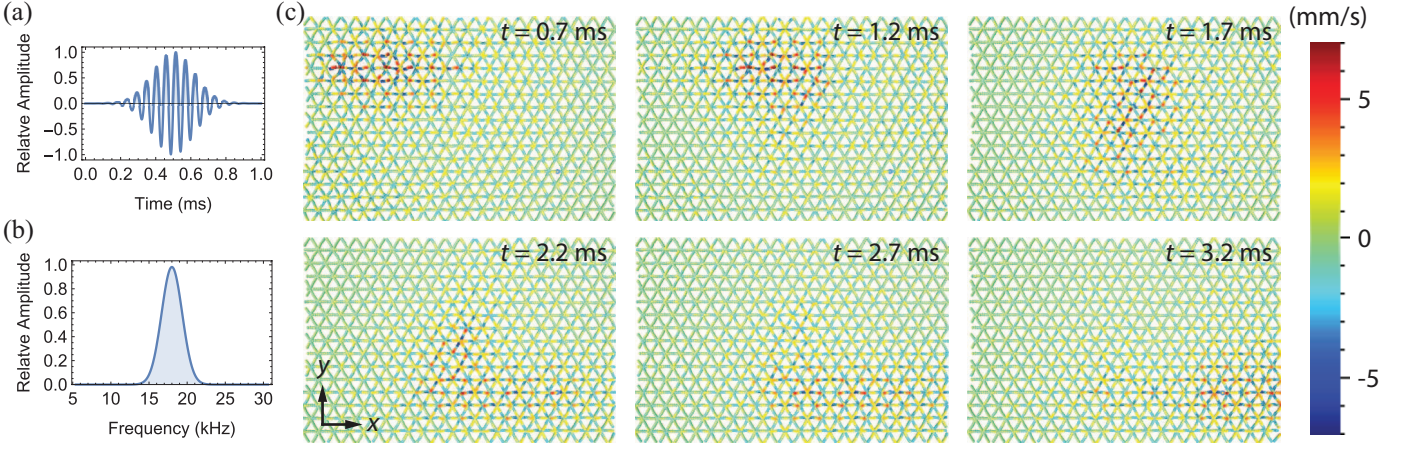 (a)
Relatve Amplitude
1.0
0.5
0.0
−0.5
−1.0
0.0 0.2 0.4 0.6 0.8 1.0
Time (ms)
(b)
Relatve Amplitude
1.0
0.8
0.6
0.4
0.2
0.0
5 10 15 20 25 30
Frequency (kHz)
(c)
t = 0.7 ms
t = 1.2 ms
t = 1.7 ms
t = 2.2 ms
y
x
t = 2.7 ms
t = 3.2 ms
(mm/s)
5
0
-5